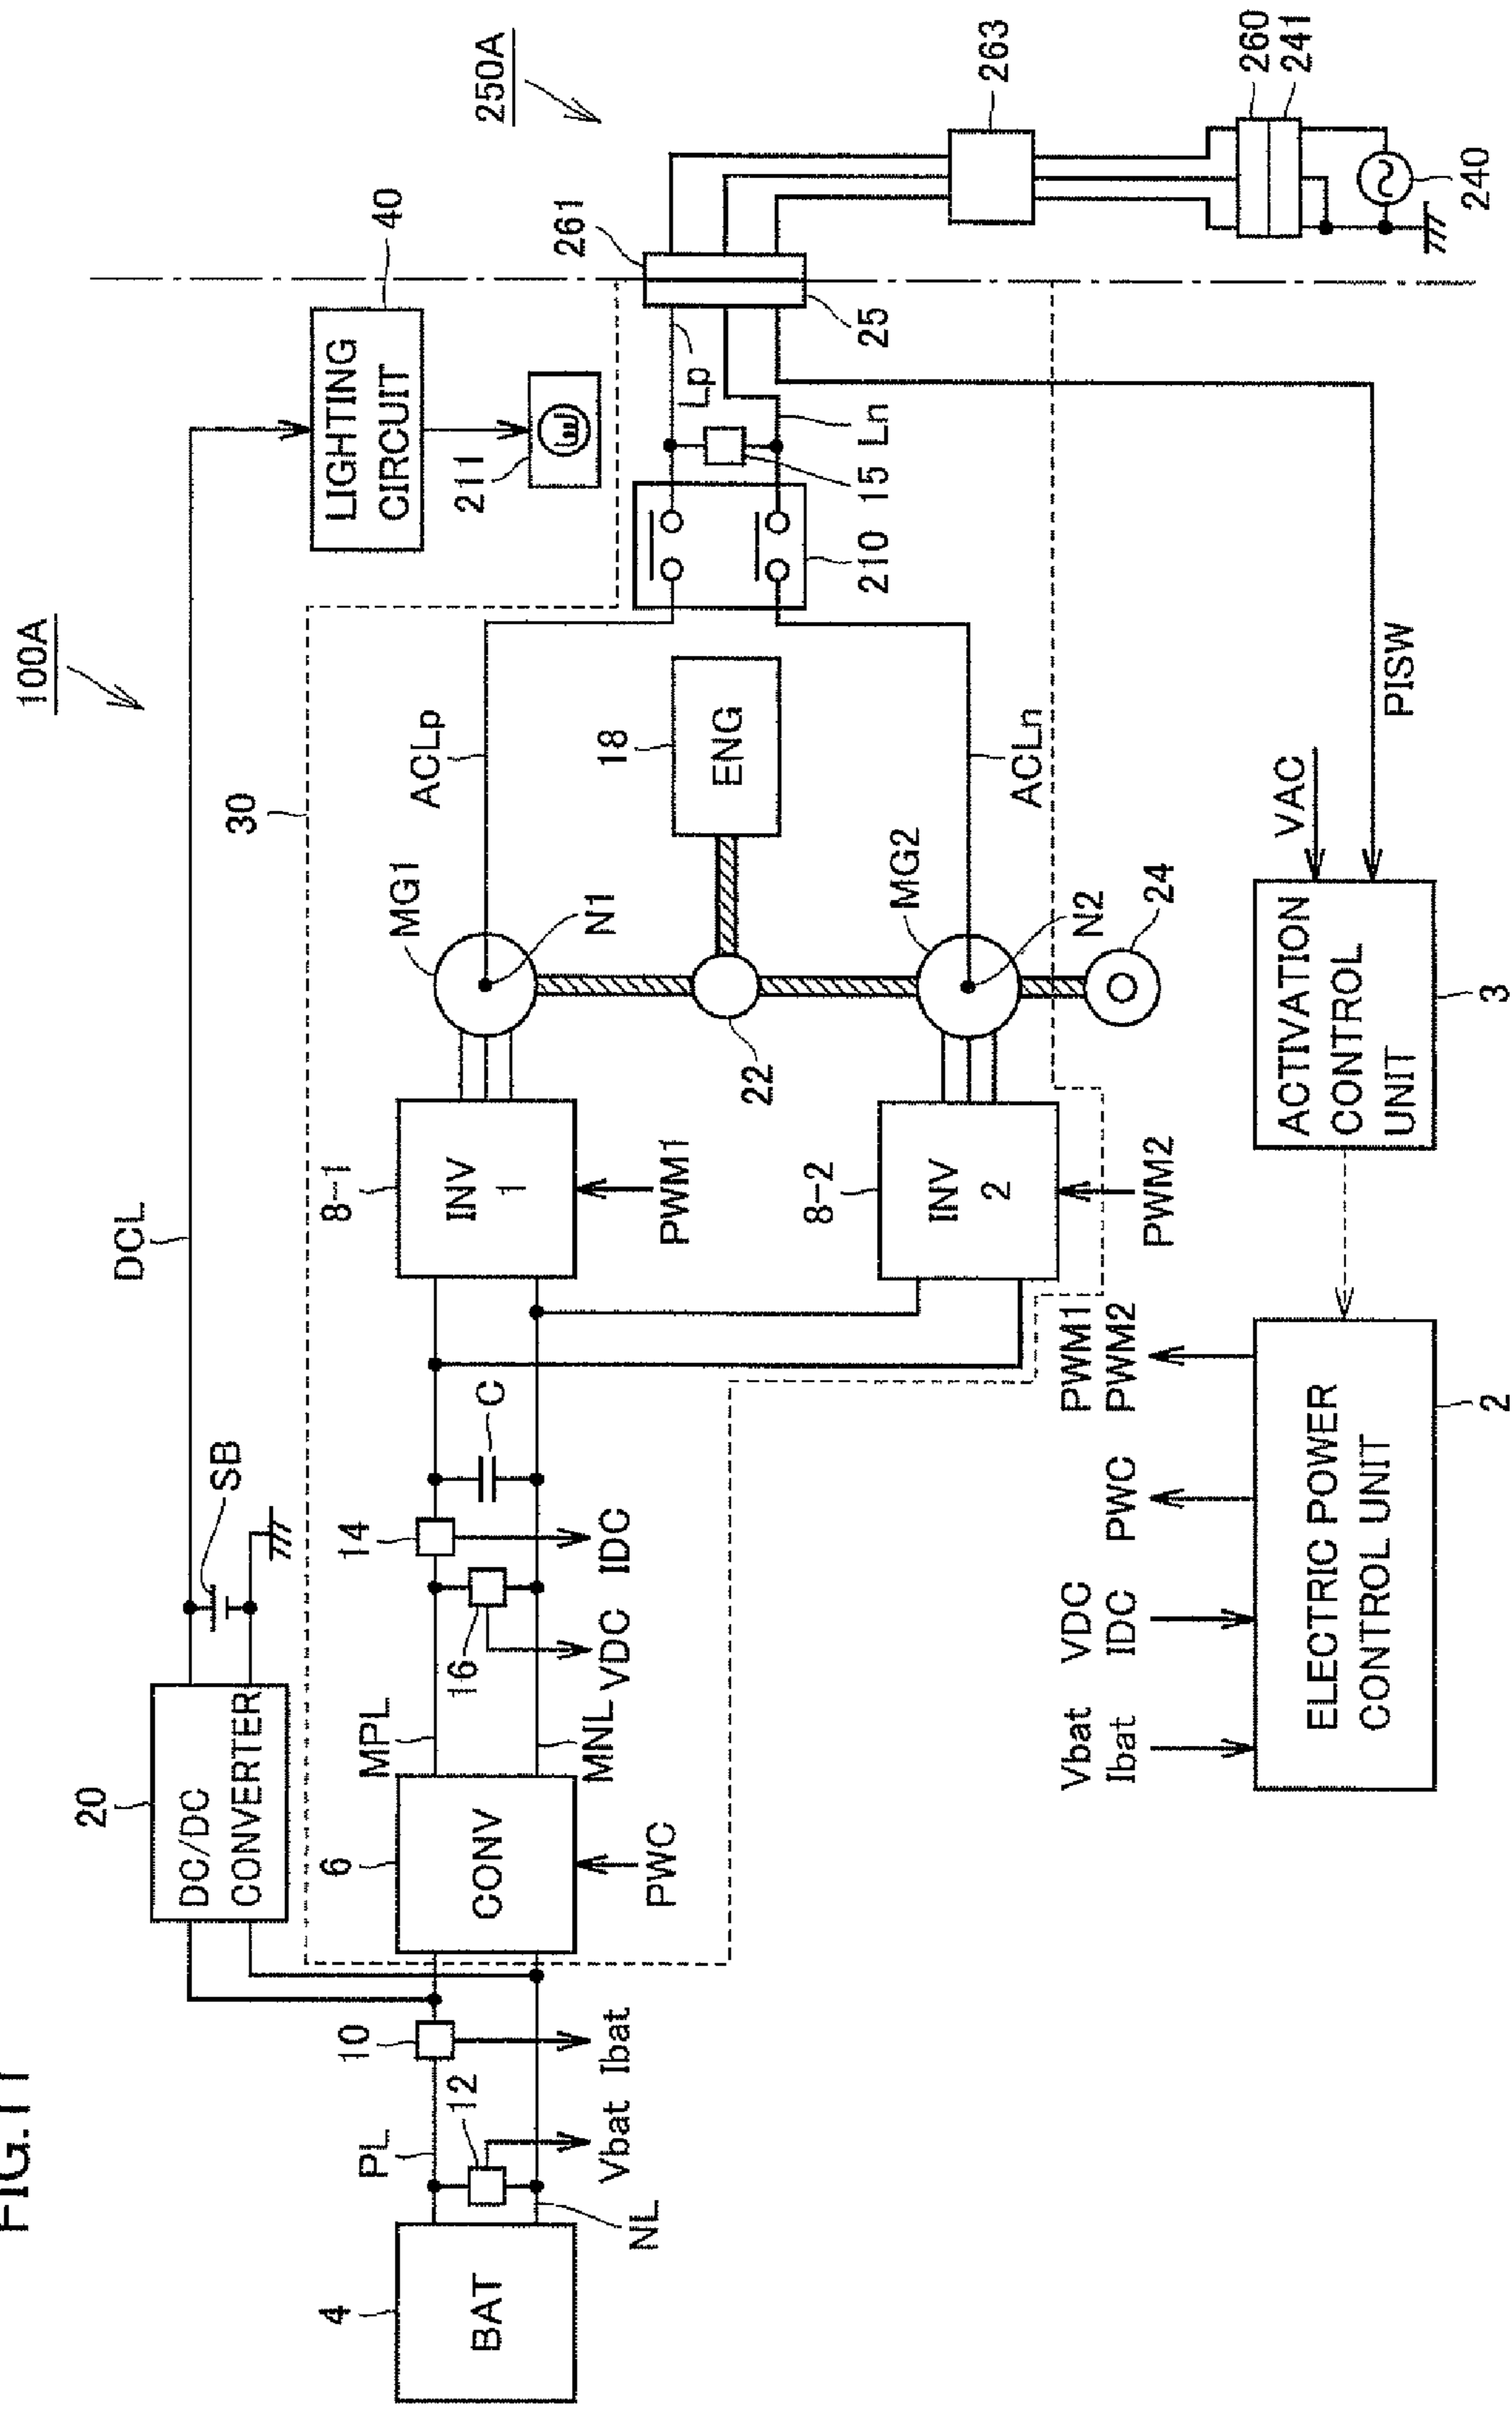 FIG.11
100A
250A
DCL
SB
20
DC/DC
CONVERTER
40
LIGHTING
CIRCUIT
211
30
4
BAT
PL
12
10
Vbat
Ibat
NL
6
CONV
PWC
MPL
MNL
16
14
VDC
IDC
C
8-1
INV
1
PWM1
8-2
INV
2
PWM2
MG1
N1
ACLp
18
ENG
22
MG2
N2
ACLn
24
210
15
Lp
Ln
25
261
263
260
241
240
Vbat
Ibat
VDC
IDC
PWC
PWM1
PWM2
ELECTRIC POWER
CONTROL UNIT
2
ACTIVATION
CONTROL
UNIT
3
VAC
PISW